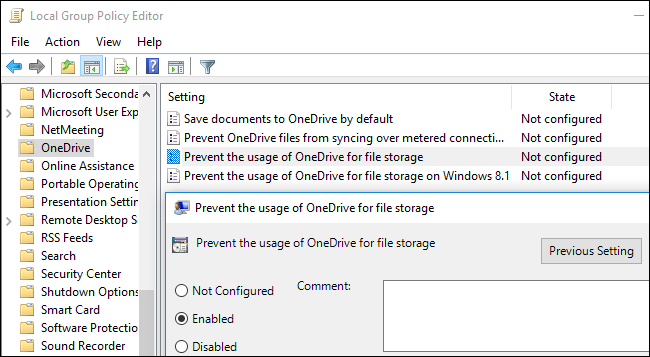 Local Group Policy Editor
File Action View Help
Microsoft Seconda
Microsoft User Exp
NetMeeting
OneDrive
Online Assistance
Portable Operating
Presentation Settin
Remote Desktop S
RSS Feeds
Search
Security Center
Shutdown Options
Smart Card
Software Protectio
Sound Recorder
Setting State
Save documents to OneDrive by default Not configured
Prevent OneDrive files from syncing over metered connecti... Not configured
Prevent the usage of OneDrive for file storage Not configured
Prevent the usage of OneDrive for file storage on Windows 8.1 Not configured
Prevent the usage of OneDrive for file storage
Prevent the usage of OneDrive for file storage
Previous Setting
Not Configured
Comment:
Enabled
Disabled